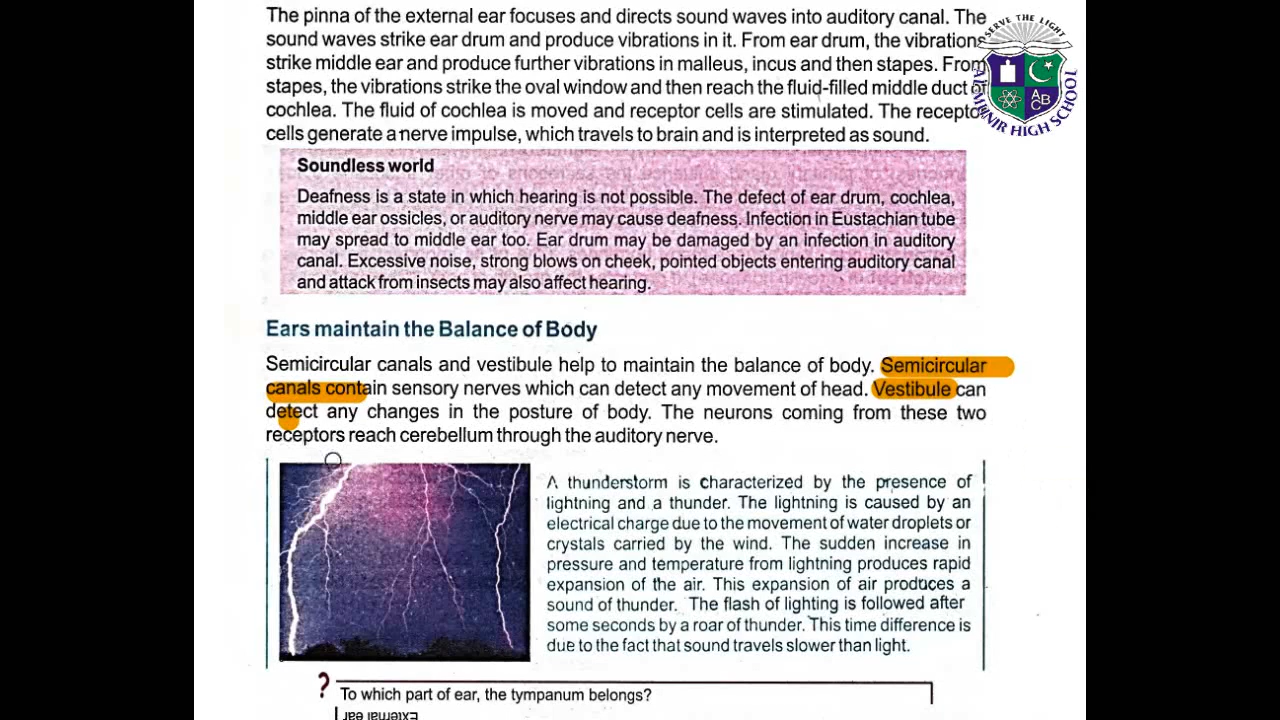 The pinna of the external ear focuses and directs sound waves into auditory canal. The
sound waves strike ear drum and produce vibrations in it. From ear drum, the vibrations
strike middle ear and produce further vibrations in malleus, incus and then stapes. From
stapes, the vibrations strike the oval window and then reach the fluid-filled middle duct of
cochlea. The fluid of cochlea is moved and receptor cells are stimulated. The receptor
cells generate a nerve impulse, which travels to brain and is interpreted as sound.
SERVE THE LIGHT
A B C
HIGH SCHOOL
Soundless world
Deafness is a state in which hearing is not possible. The defect of ear drum, cochlea,
middle ear ossicles, or auditory nerve may cause deafness. Infection in Eustachian tube
may spread to middle ear too. Ear drum may be damaged by an infection in auditory
canal. Excessive noise, strong blows on cheek, pointed objects entering auditory canal
and attack from insects may also affect hearing.
Ears maintain the Balance of Body
Semicircular canals and vestibule help to maintain the balance of body. Semicircular
canals contain sensory nerves which can detect any movement of head. Vestibule can
detect any changes in the posture of body. The neurons coming from these two
receptors reach cerebellum through the auditory nerve.
A thunderstorm is characterized by the presence of
lightning and a thunder. The lightning is caused by an
electrical charge due to the movement of water droplets or
crystals carried by the wind. The sudden increase in
pressure and temperature from lightning produces rapid
expansion of the air. This expansion of air produces a
sound of thunder. The flash of lighting is followed after
some seconds by a roar of thunder. This time difference is
due to the fact that sound travels slower than light.
? To which part of ear, the tympanum belongs?
External ear